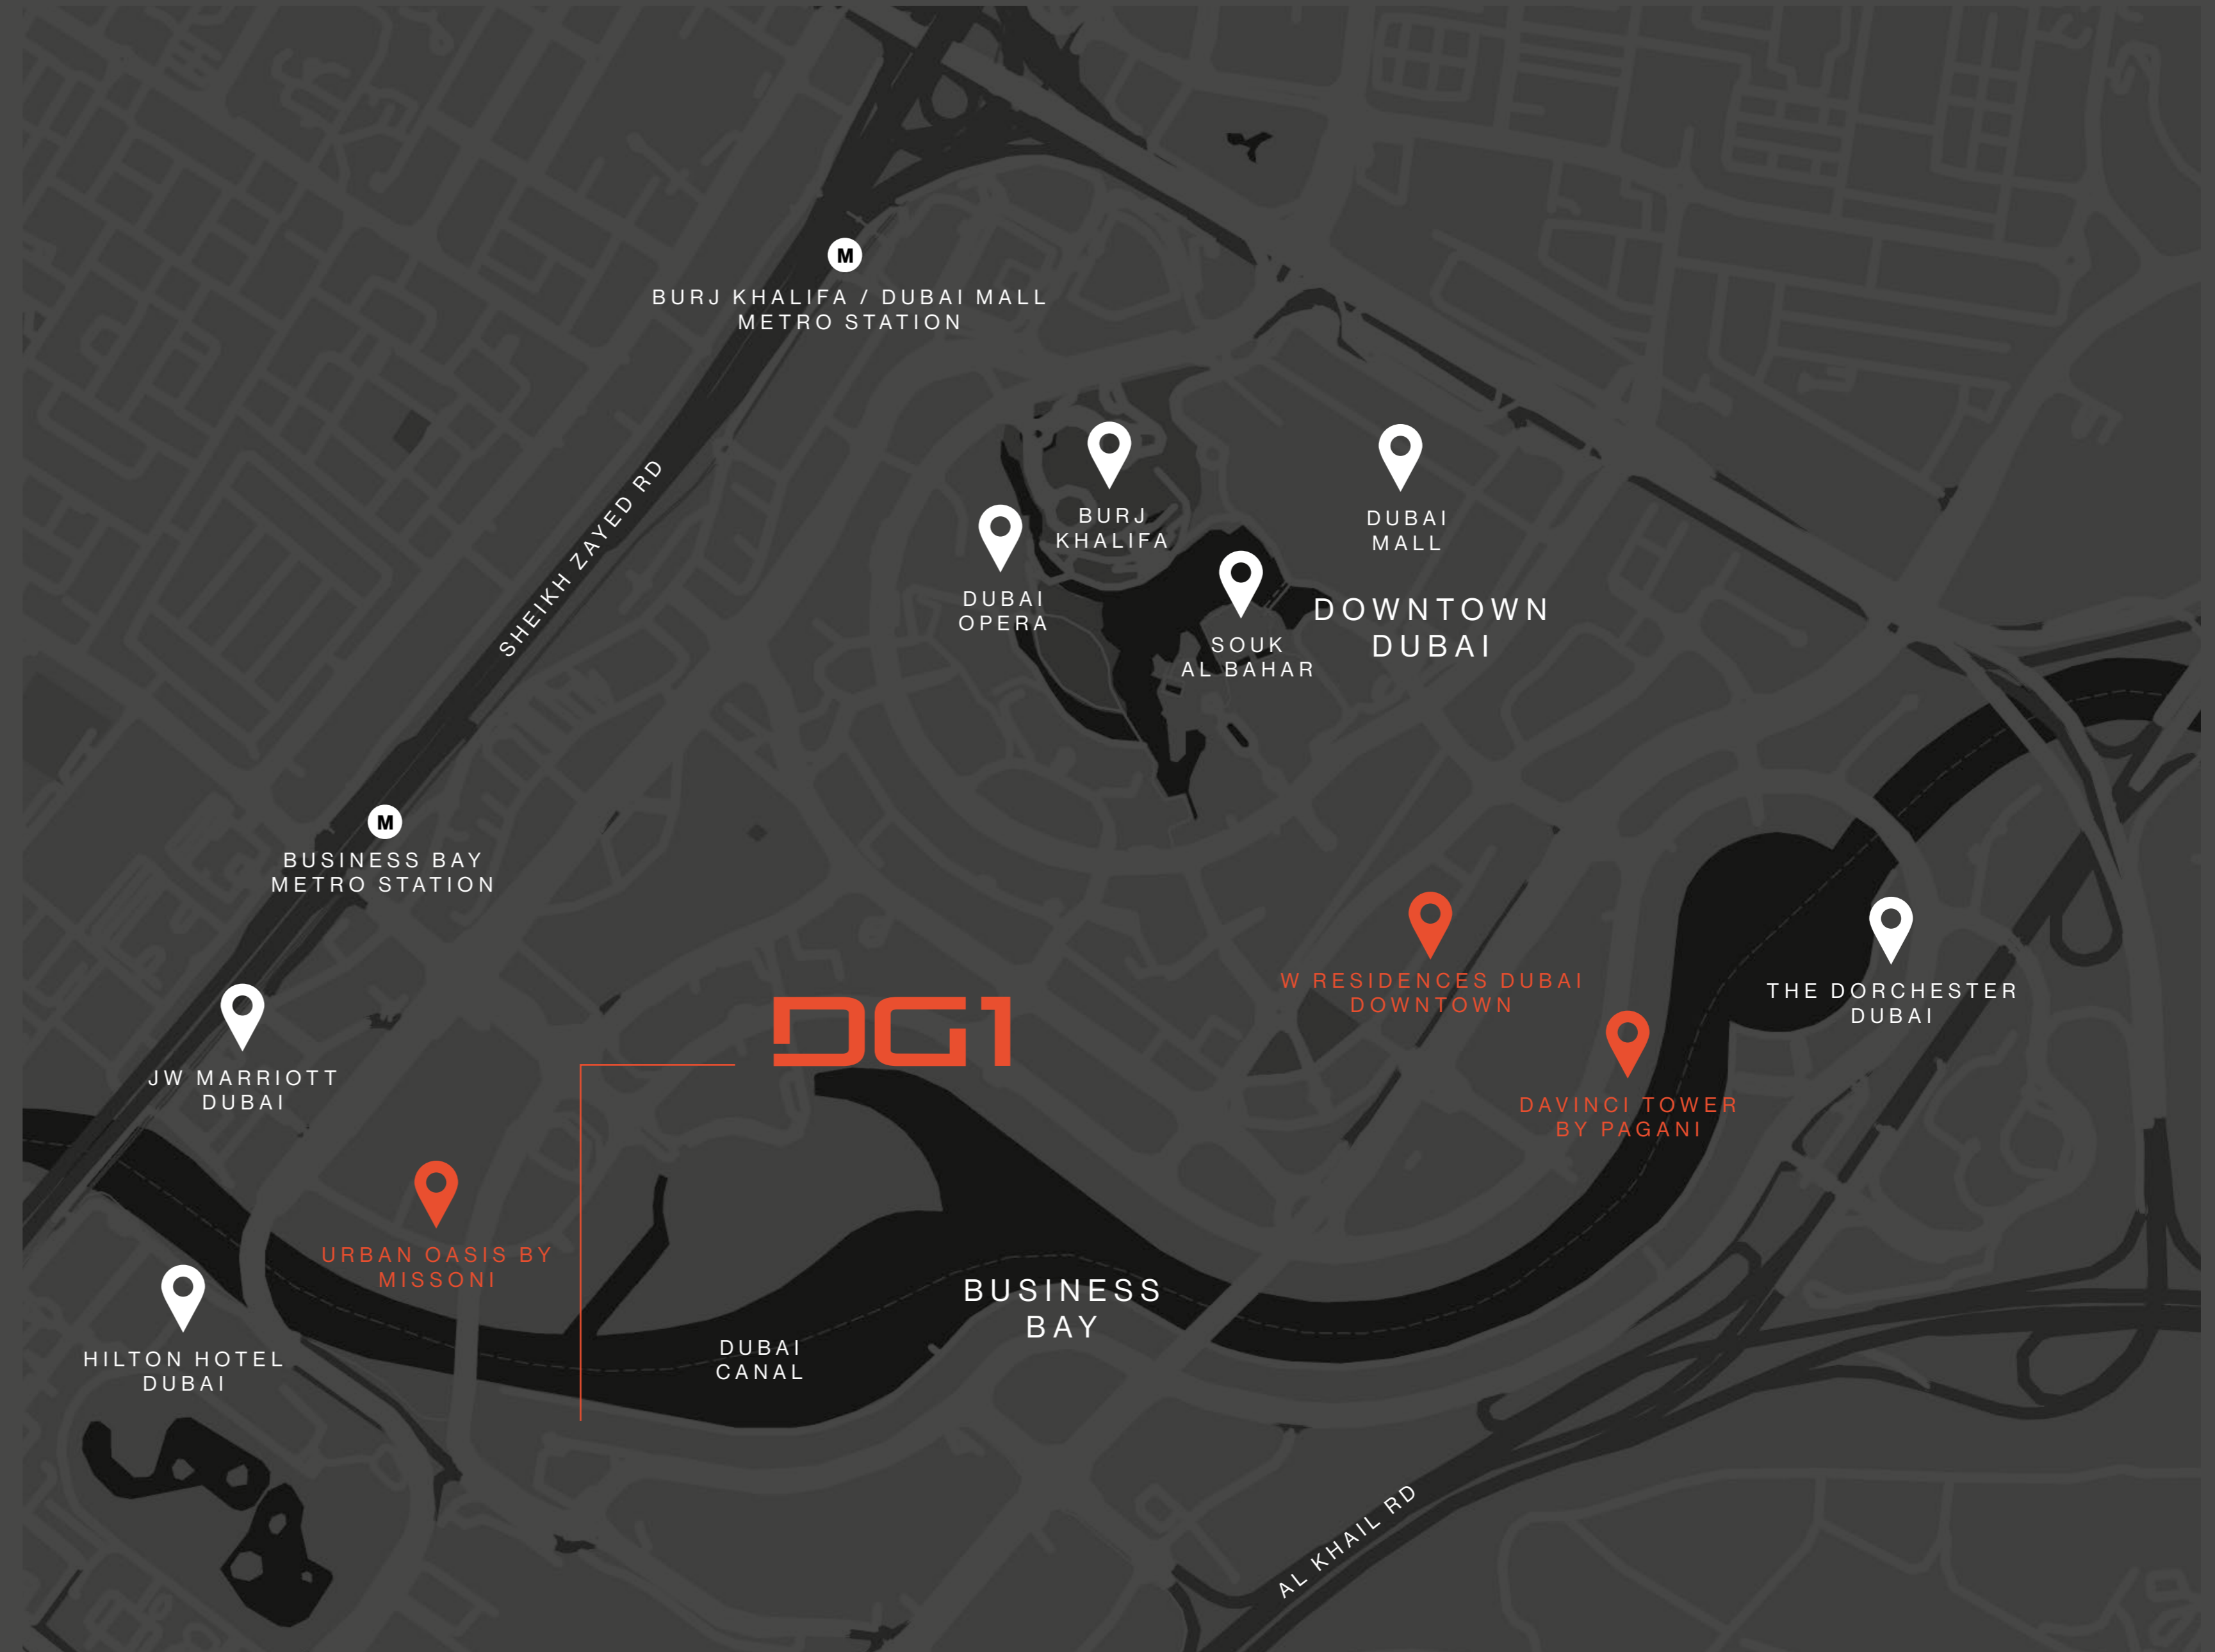 M
BURJ KHALIFA / DUBAI MALL
METRO STATION
SHEIKH ZAYED RD
BURJ
KHALIFA
DUBAI
MALL
DUBAI
OPERA
SOUK
AL BAHAR
DOWNTOWN
DUBAI
M
BUSINESS BAY
METRO STATION
W RESIDENCES DUBAI
DOWNTOWN
THE DORCHESTER
DUBAI
DG1
JW MARRIOTT
DUBAI
DAVINCI TOWER
BY PAGANI
URBAN OASIS BY
MISSONI
BUSINESS
BAY
DUBAI
CANAL
HILTON HOTEL
DUBAI
AL KHAIL RD